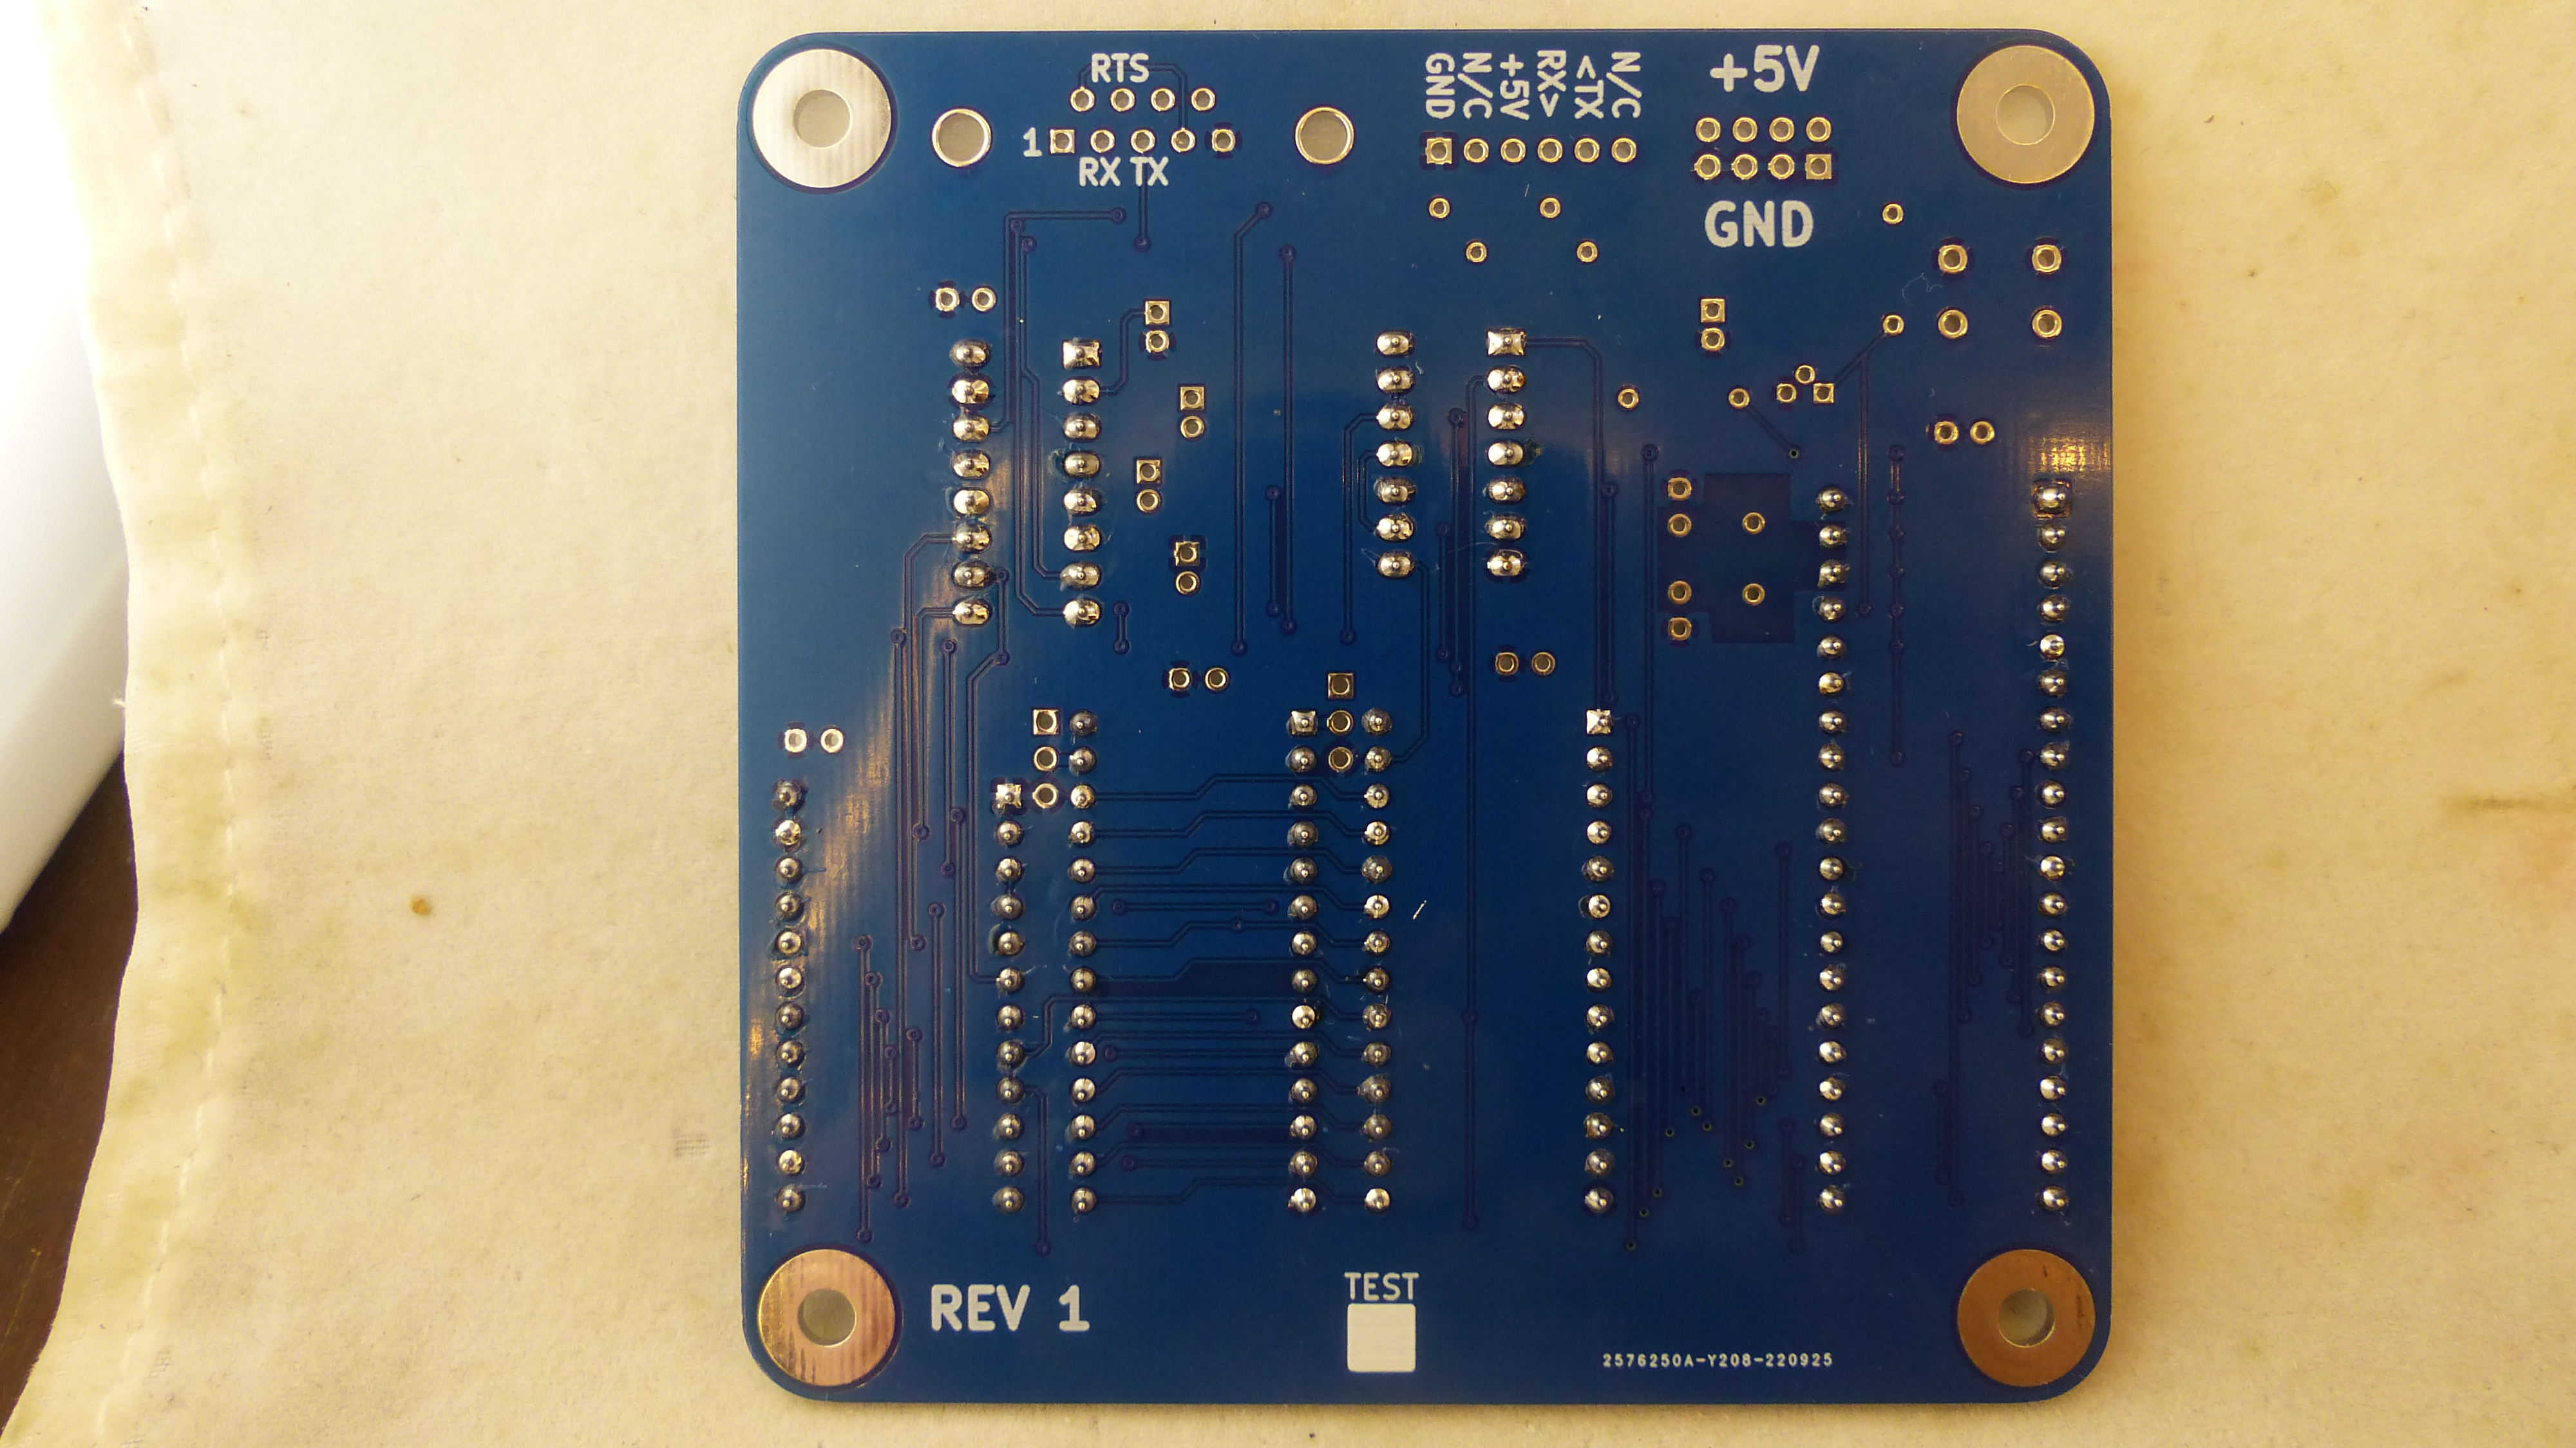 RTS
1
RX TX
GND
N/C
+5V
RX>
<TX
N/C
+5V
GND
REV 1
TEST
2576250A-Y208-220925